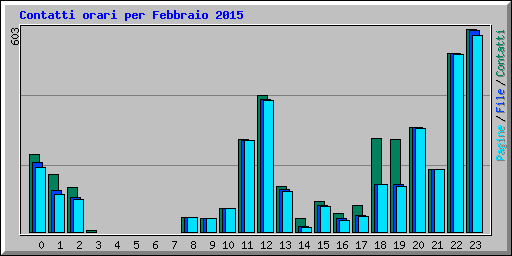 Contatti orari per Febbraio 2015
603
Pagine/File/Contatti
0 1 2 3 4 5 6 7 8 9 10 11 12 13 14 15 16 17 18 19 20 21 22 23